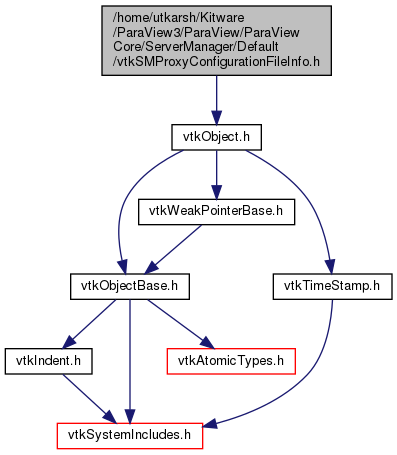 /home/utkarsh/Kitware
/ParaView3/ParaView/ParaView
Core/ServerManager/Default
/vtkSMProxyConfigurationFileInfo.h
vtkObject.h
vtkWeakPointerBase.h
vtkObjectBase.h
vtkTimeStamp.h
vtkIndent.h
vtkAtomicTypes.h
vtkSystemIncludes.h